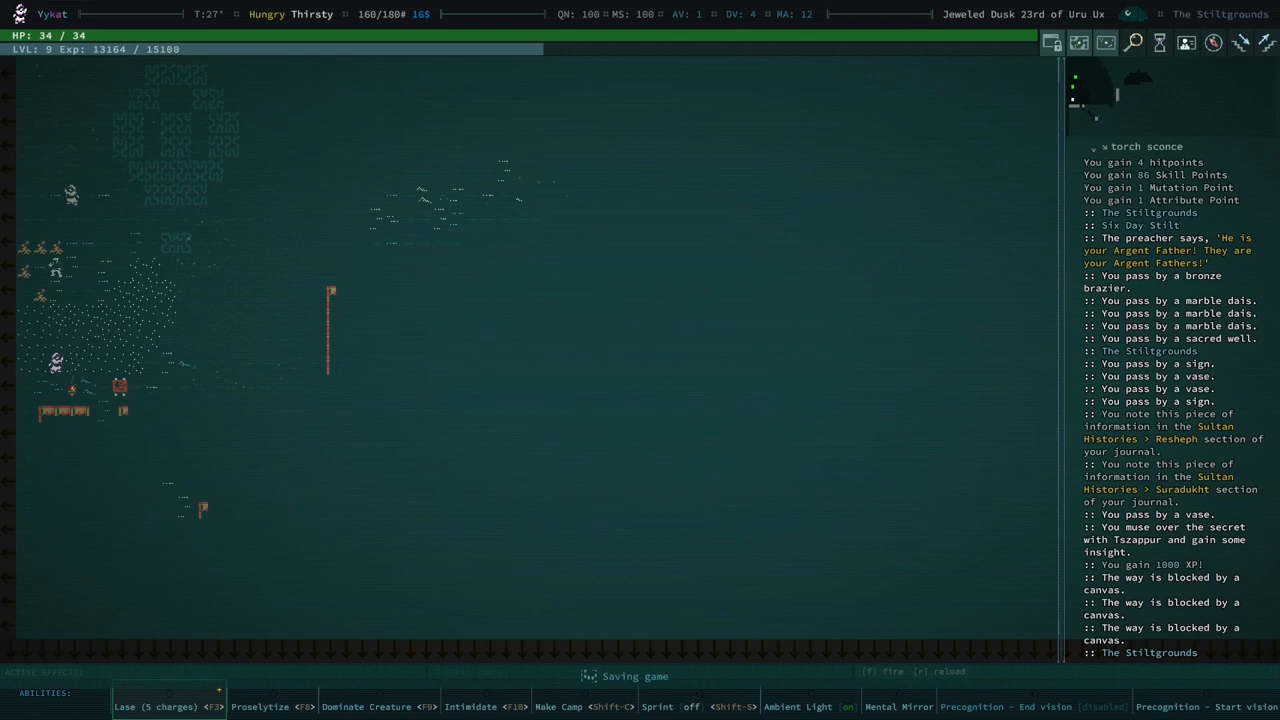 Yykat T:27° :: Hungry Thirsty :: 160/180# 16$ QN: 100 :: MS: 100 :: AV: 1 :: DV: 4 :: MA: 12 Jeweled Dusk 23rd of Uru Ux :: The Stiltgrounds
HP: 34 / 34
LVL: 9 Exp: 13164 / 15100
torch sconce
You gain 4 hitpoints
You gain 86 Skill Points
You gain 1 Mutation Point
You gain 1 Attribute Point
:: The Stiltgrounds
:: Six Day Stilt
:: The preacher says, 'He is
your Argent Father! They are
your Argent Fathers!'
:: You pass by a bronze
brazier.
:: You pass by a marble dais.
:: You pass by a marble dais.
:: You pass by a marble dais.
:: You pass by a sacred well.
:: The Stiltgrounds
:: You pass by a sign.
:: You pass by a vase.
:: You pass by a vase.
:: You pass by a sign.
:: You note this piece of
information in the Sultan
Histories > Resheph section of
your journal.
:: You note this piece of
information in the Sultan
Histories > Suradukht section
of your journal.
:: You pass by a vase.
:: You muse over the secret
with Tszappur and gain some
insight.
:: You gain 1000 XP!
:: The way is blocked by a
canvas.
:: The way is blocked by a
canvas.
:: The way is blocked by a
canvas.
:: The Stiltgrounds
ACTIVE EFFECTS:
Saving game
[f] fire [r] reload
ABILITIES:
Lase (5 charges) <F3>
Proselytize <F8>
Dominate Creature <F9>
Intimidate <F10>
Make Camp <Shift-C>
Sprint [off] <Shift-S>
Ambient Light [on]
Mental Mirror
Precognition - End vision [disabled]
Precognition - Start vision